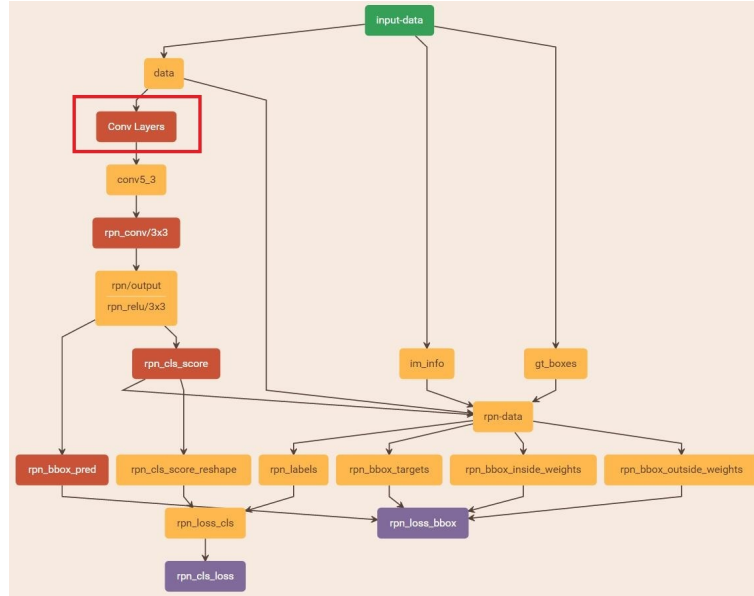 input-data
data
Conv Layers
conv5_3
rpn_conv/3x3
rpn/output
rpn_relu/3x3
rpn_cls_score
im_info
gt_boxes
rpn-data
rpn_bbox_pred
rpn_cls_score_reshape
rpn_labels
rpn_bbox_targets
rpn_bbox_inside_weights
rpn_bbox_outside_weights
rpn_loss_cls
rpn_loss_bbox
rpn_cls_loss